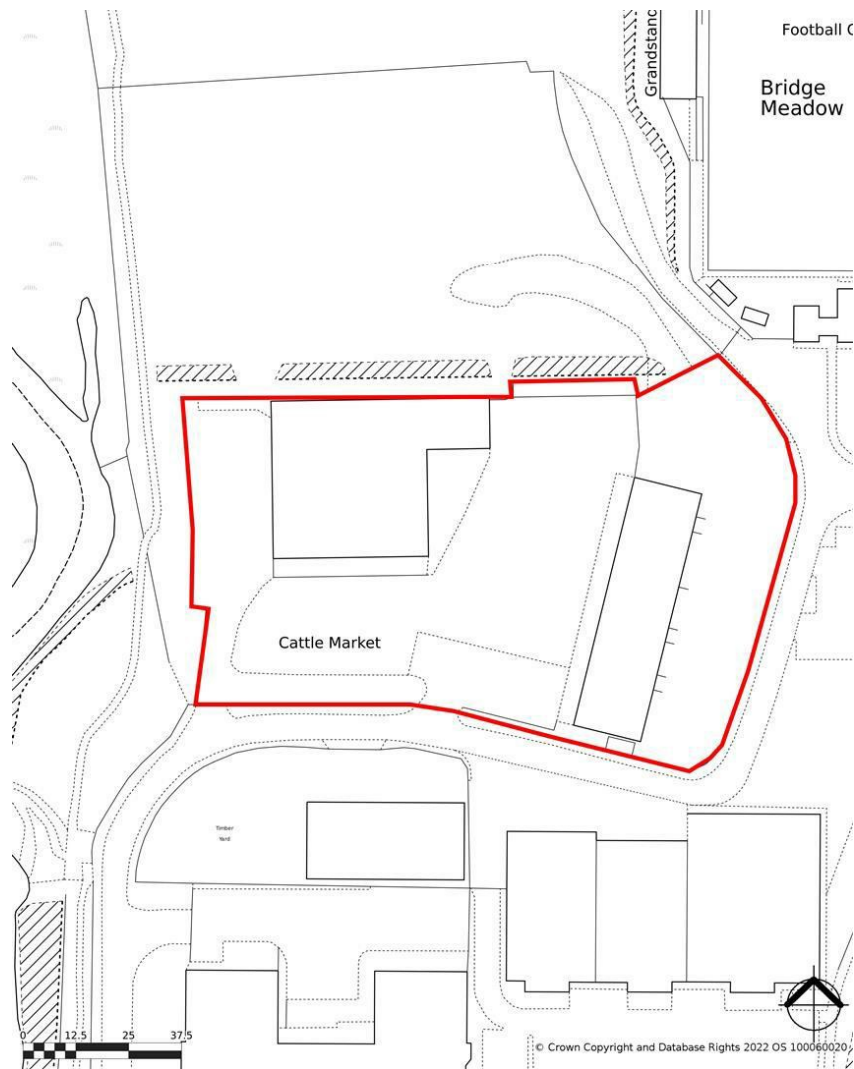 Grandstand
Football
Bridge
Meadow
Cattle Market
Timber
Yard
0 12.5 25 37.5
© Crown Copyright and Database Rights 2022 OS 100060020